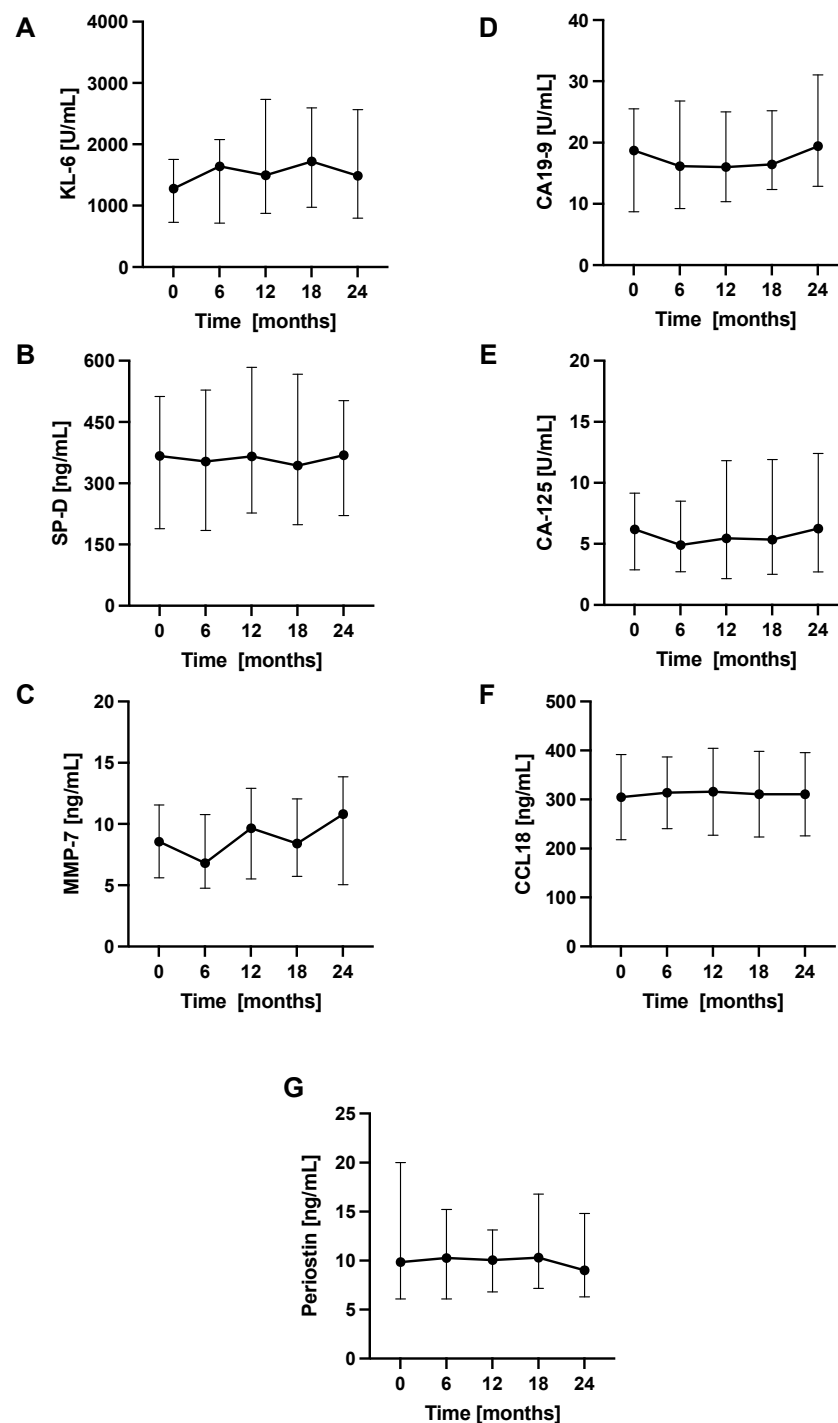 A
KL-6 [U/mL]
4000
3000
2000
1000
0
0 6 12 18 24
Time [months]
B
SP-D [ng/mL]
600
450
300
150
0
0 6 12 18 24
Time [months]
C
MMP-7 [ng/mL]
20
15
10
5
0
0 6 12 18 24
Time [months]
D
CA19-9 [U/mL]
40
30
20
10
0
0 6 12 18 24
Time [months]
E
CA-125 [U/mL]
20
15
10
5
0
0 6 12 18 24
Time [months]
F
CCL18 [ng/mL]
500
400
300
200
100
0
0 6 12 18 24
Time [months]
G
Periostin [ng/mL]
25
20
15
10
5
0
0 6 12 18 24
Time [months]